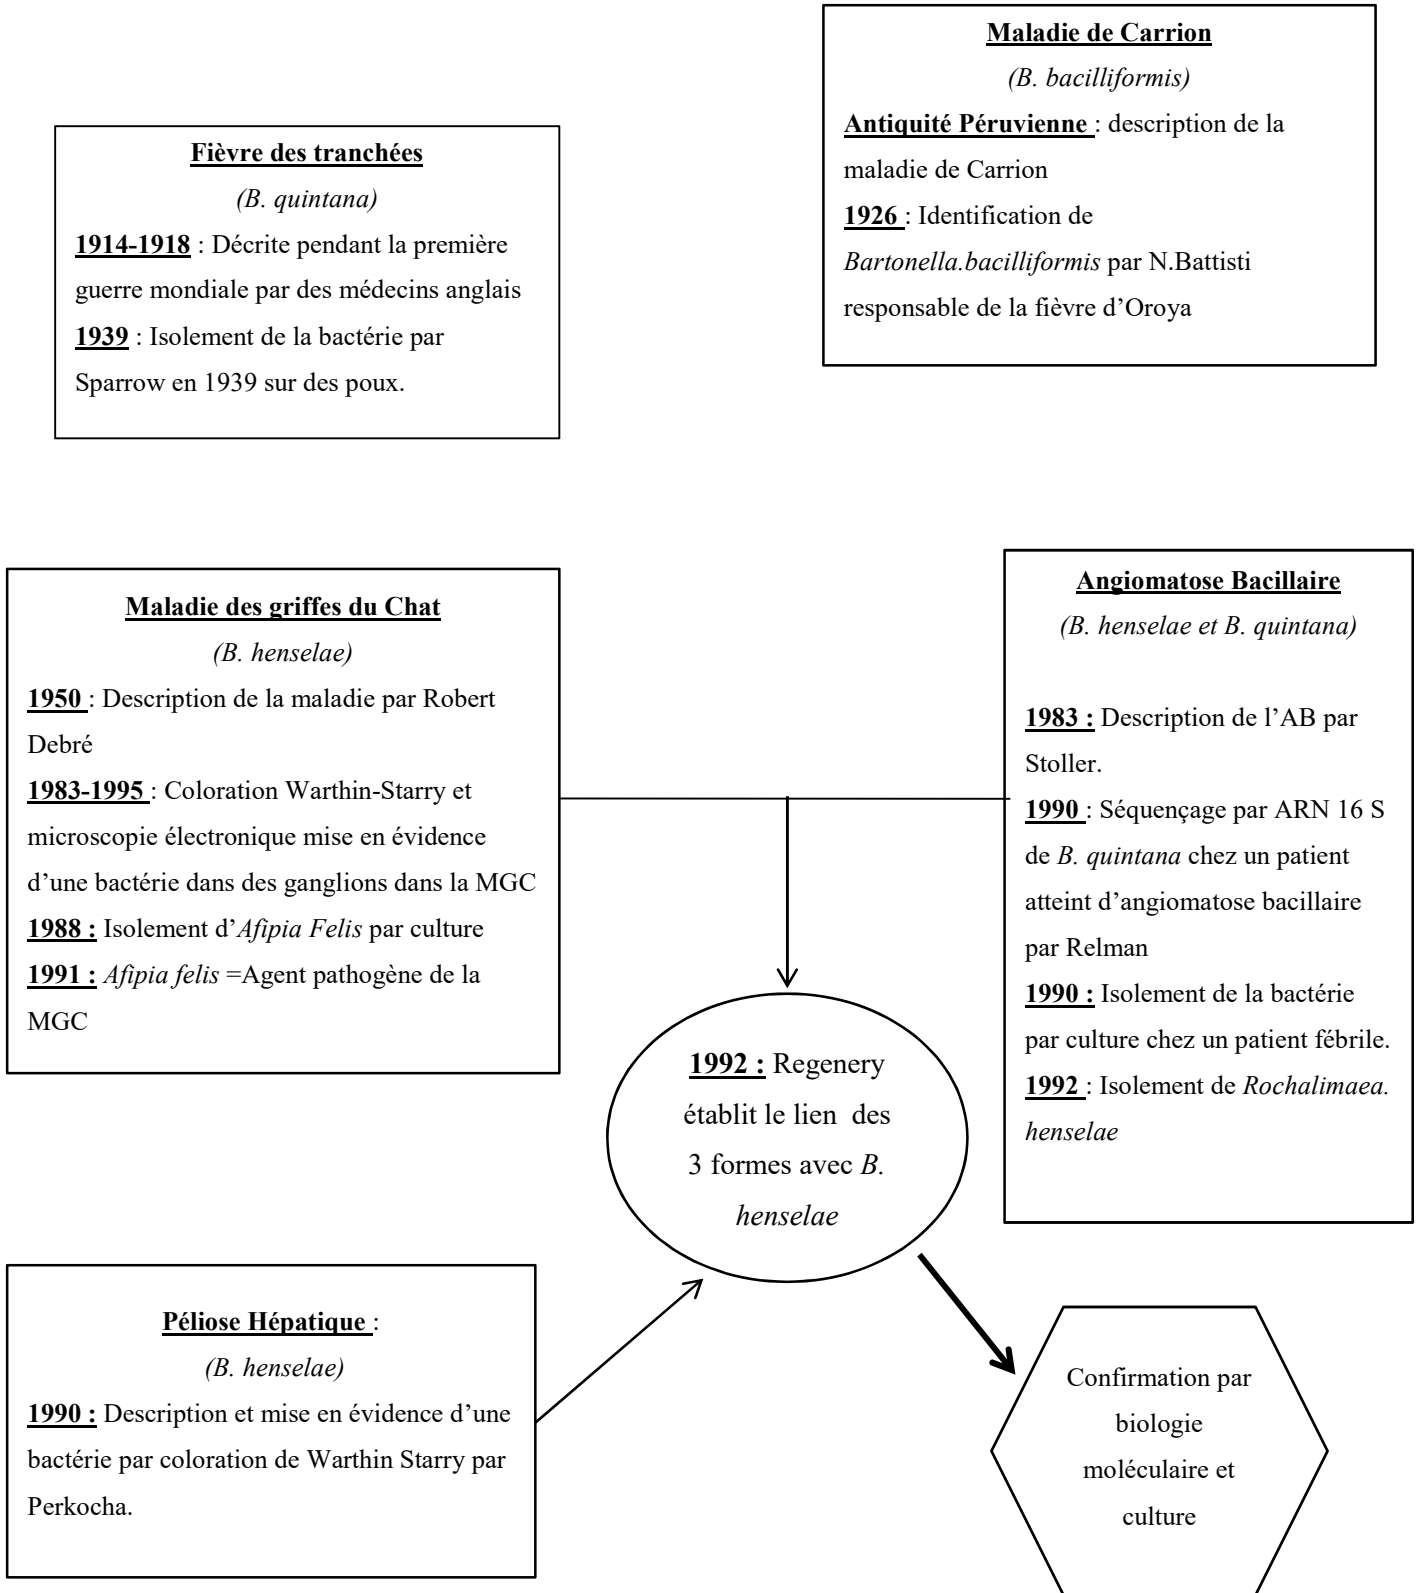 Maladie de Carrion
(B. bacilliformis)
Antiquité Péruvienne : description de la
maladie de Carrion
1926 : Identification de
Bartonella.bacilliformis par N.Battisti
responsable de la fièvre d’Oroya
Fièvre des tranchées
(B. quintana)
1914-1918 : Décrite pendant la première
guerre mondiale par des médecins anglais
1939 : Isolement de la bactérie par
Sparrow en 1939 sur des poux.
Maladie des griffes du Chat
(B. henselae)
1950 : Description de la maladie par Robert
Debré
1983-1995 : Coloration Warthin-Starry et
microscopie électronique mise en évidence
d’une bactérie dans des ganglions dans la MGC
1988 : Isolement d’Afipia Felis par culture
1991 : Afipia felis =Agent pathogène de la
MGC
Angiomatose Bacillaire
(B. henselae et B. quintana)
1983 : Description de l’AB par
Stoller.
1990 : Séquençage par ARN 16 S
de B. quintana chez un patient
atteint d’angiomatose bacillaire
par Relman
1990 : Isolement de la bactérie
par culture chez un patient fébrile.
1992 : Isolement de Rochalimaea.
henselae
1992 : Regenery
établit le lien des
3 formes avec B.
henselae
Péliose Hépatique :
(B. henselae)
1990 : Description et mise en évidence d’une
bactérie par coloration de Warthin Starry par
Perkocha.
Confirmation par
biologie
moléculaire et
culture